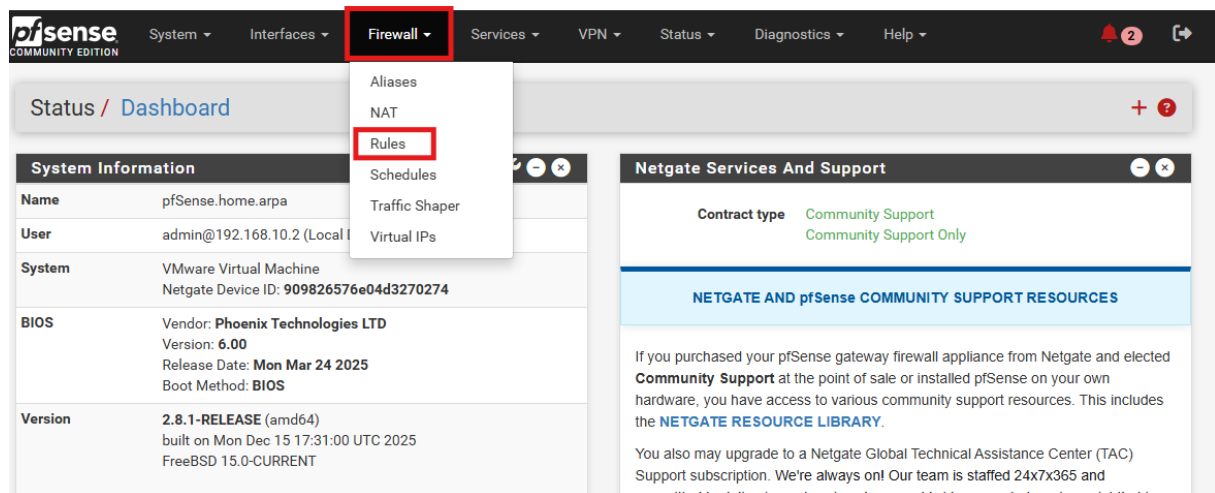 pfsense
COMMUNITY EDITION
System
Interfaces
Firewall
Services
VPN
Status
Diagnostics
Help
2
Aliases
NAT
Rules
Schedules
Traffic Shaper
Virtual IPs
Status / Dashboard
System Information
Name pfSense.home.arpa
User admin@192.168.10.2 (Local
System VMware Virtual Machine
Netgate Device ID: 909826576e04d3270274
BIOS Vendor: Phoenix Technologies LTD
Version: 6.00
Release Date: Mon Mar 24 2025
Boot Method: BIOS
Version 2.8.1-RELEASE (amd64)
built on Mon Dec 15 17:31:00 UTC 2025
FreeBSD 15.0-CURRENT
Netgate Services And Support
Contract type Community Support
Community Support Only
NETGATE AND pfSense COMMUNITY SUPPORT RESOURCES
If you purchased your pfSense gateway firewall appliance from Netgate and elected
Community Support at the point of sale or installed pfSense on your own
hardware, you have access to various community support resources. This includes
the NETGATE RESOURCE LIBRARY.
You also may upgrade to a Netgate Global Technical Assistance Center (TAC)
Support subscription. We're always on! Our team is staffed 24x7x365 and